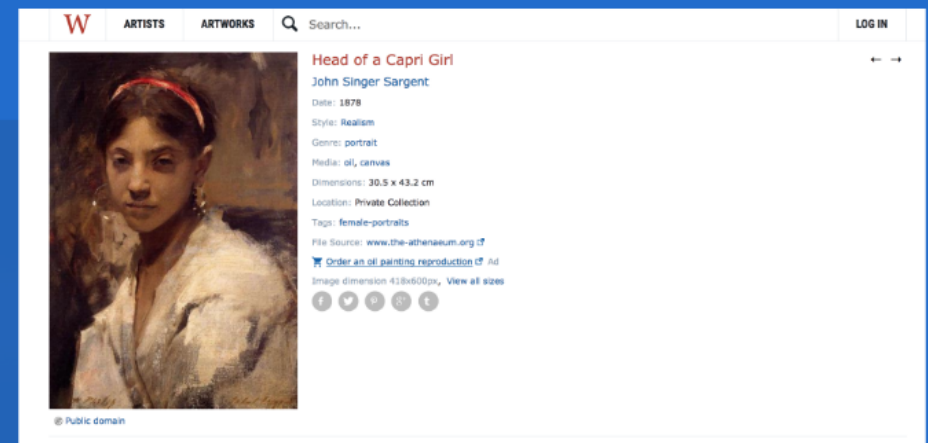 W ARTISTS ARTWORKS Search... LOG IN
Head of a Capri Girl ← →
John Singer Sargent
Date: 1878
Style: Realism
Genre: portrait
Media: oil, canvas
Dimensions: 30.5 x 43.2 cm
Location: Private Collection
Tags: female-portraits
File Source: www.the-athenaeum.org
Order an oil painting reproduction Ad
Image dimension 418x600px, View all sizes
f p g+ t
Public domain